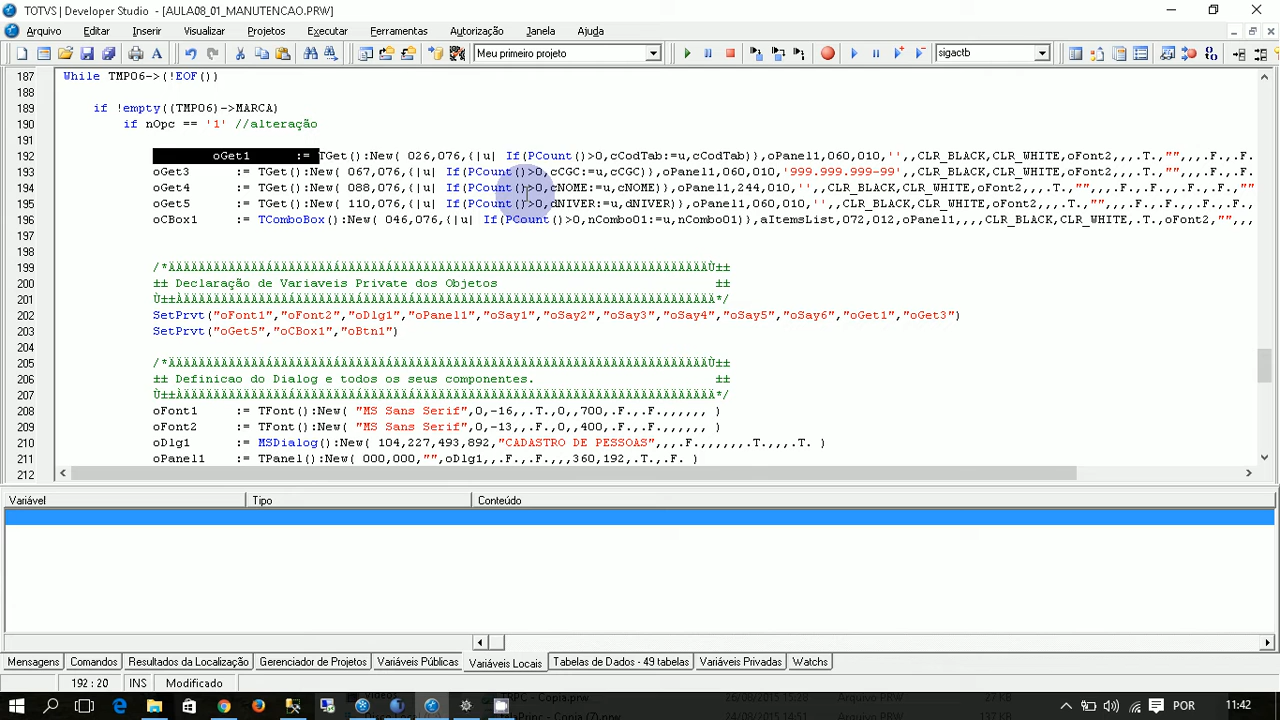 TOTVS | Developer Studio - [AULA08_01_MANUTENCAO.PRW]
Arquivo Editar Inserir Visualizar Projetos Executar Ferramentas Autorização Janela Ajuda
Meu primeiro projeto sigactb
187 While TMP06->(!EOF())
188
189 if !empty((TMP06)->MARCA)
190 if nOpc == '1' //alteração
191
192 oGet1 := TGet():New( 026,076,{|u| If(PCount()>0,cCodTab:=u,cCodTab)},oPanel1,060,010,'',,CLR_BLACK,CLR_WHITE,oFont2,,,.T.,"",,,.F.,.F.
193 oGet3 := TGet():New( 067,076,{|u| If(PCount()>0,cCGC:=u,cCGC)},oPanel1,060,010,'999.999.999-99',,CLR_BLACK,CLR_WHITE,oFont2,,,.T.,"",,,.F.,
194 oGet4 := TGet():New( 088,076,{|u| If(PCount()>0,cNOME:=u,cNOME)},oPanel1,244,010,'',,CLR_BLACK,CLR_WHITE,oFont2,,,.T.,"",,,.F.,.F.,,.F.,.F.,""
195 oGet5 := TGet():New( 110,076,{|u| If(PCount()>0,dNIVER:=u,dNIVER)},oPanel1,060,010,'',,CLR_BLACK,CLR_WHITE,oFont2,,,.T.,"",,,.F.,.F.,,.F.,
196 oCBox1 := TComboBox():New( 046,076,{|u| If(PCount()>0,nCombo01:=u,nCombo01)},aItemsList,072,012,oPanel1,,,,CLR_BLACK,CLR_WHITE,.T.,oFont2,"",,
197
198
199
200 ±± Declaração de Variaveis Private dos Objetos ±±
201
202 SetPrvt("oFont1","oFont2","oDlg1","oPanel1","oSay1","oSay2","oSay3","oSay4","oSay5","oSay6","oGet1","oGet3")
203 SetPrvt("oGet5","oCBox1","oBtn1")
204
205
206 ±± Definicao do Dialog e todos os seus componentes. ±±
207
208 oFont1 := TFont():New( "MS Sans Serif",0,-16,,.T.,0,,700,.F.,.F.,,,,,, )
209 oFont2 := TFont():New( "MS Sans Serif",0,-13,,.F.,0,,400,.F.,.F.,,,,,, )
210 oDlg1 := MSDialog():New( 104,227,493,892,"CADASTRO DE PESSOAS",,,.F.,,,,,,.T.,,,.T. )
211 oPanel1 := TPanel():New( 000,000,"",oDlg1,,.F.,.F.,,,360,192,.T.,.F. )
212
Variável Tipo Conteúdo
Mensagens Comandos Resultados da Localização Gerenciador de Projetos Variáveis Públicas Variáveis Locais Tabelas de Dados - 49 tabelas Variáveis Privadas Watchs
192 : 20 INS Modificado
POR 11:42